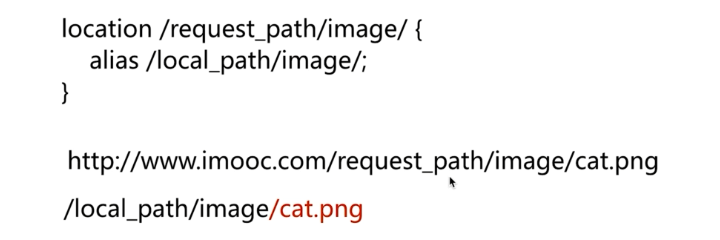 location /request_path/image/ {
alias /local_path/image/;
}
http://www.imooc.com/request_path/image/cat.png
/local_path/image/cat.png